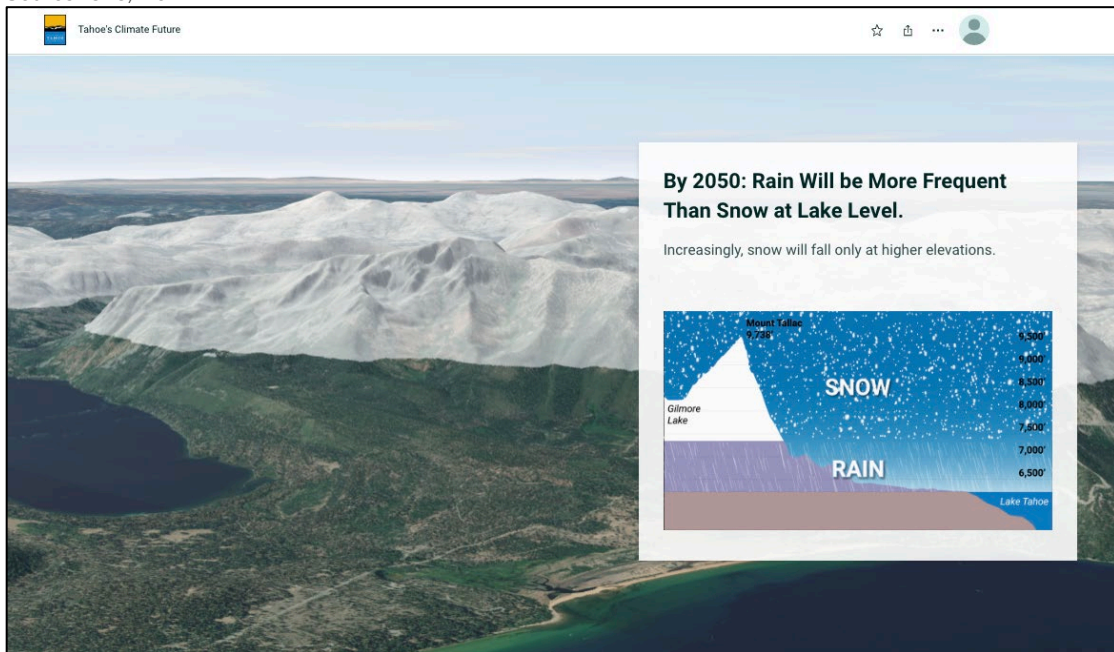 Tahoe's Climate Future
By 2050: Rain Will be More Frequent
Than Snow at Lake Level.
Increasingly, snow will fall only at higher elevations.
Mount Tallac
9,738'
9,500'
9,000'
SNOW
8,500'
Gilmore
Lake
8,000'
7,500'
7,000'
RAIN
6,500'
Lake Tahoe